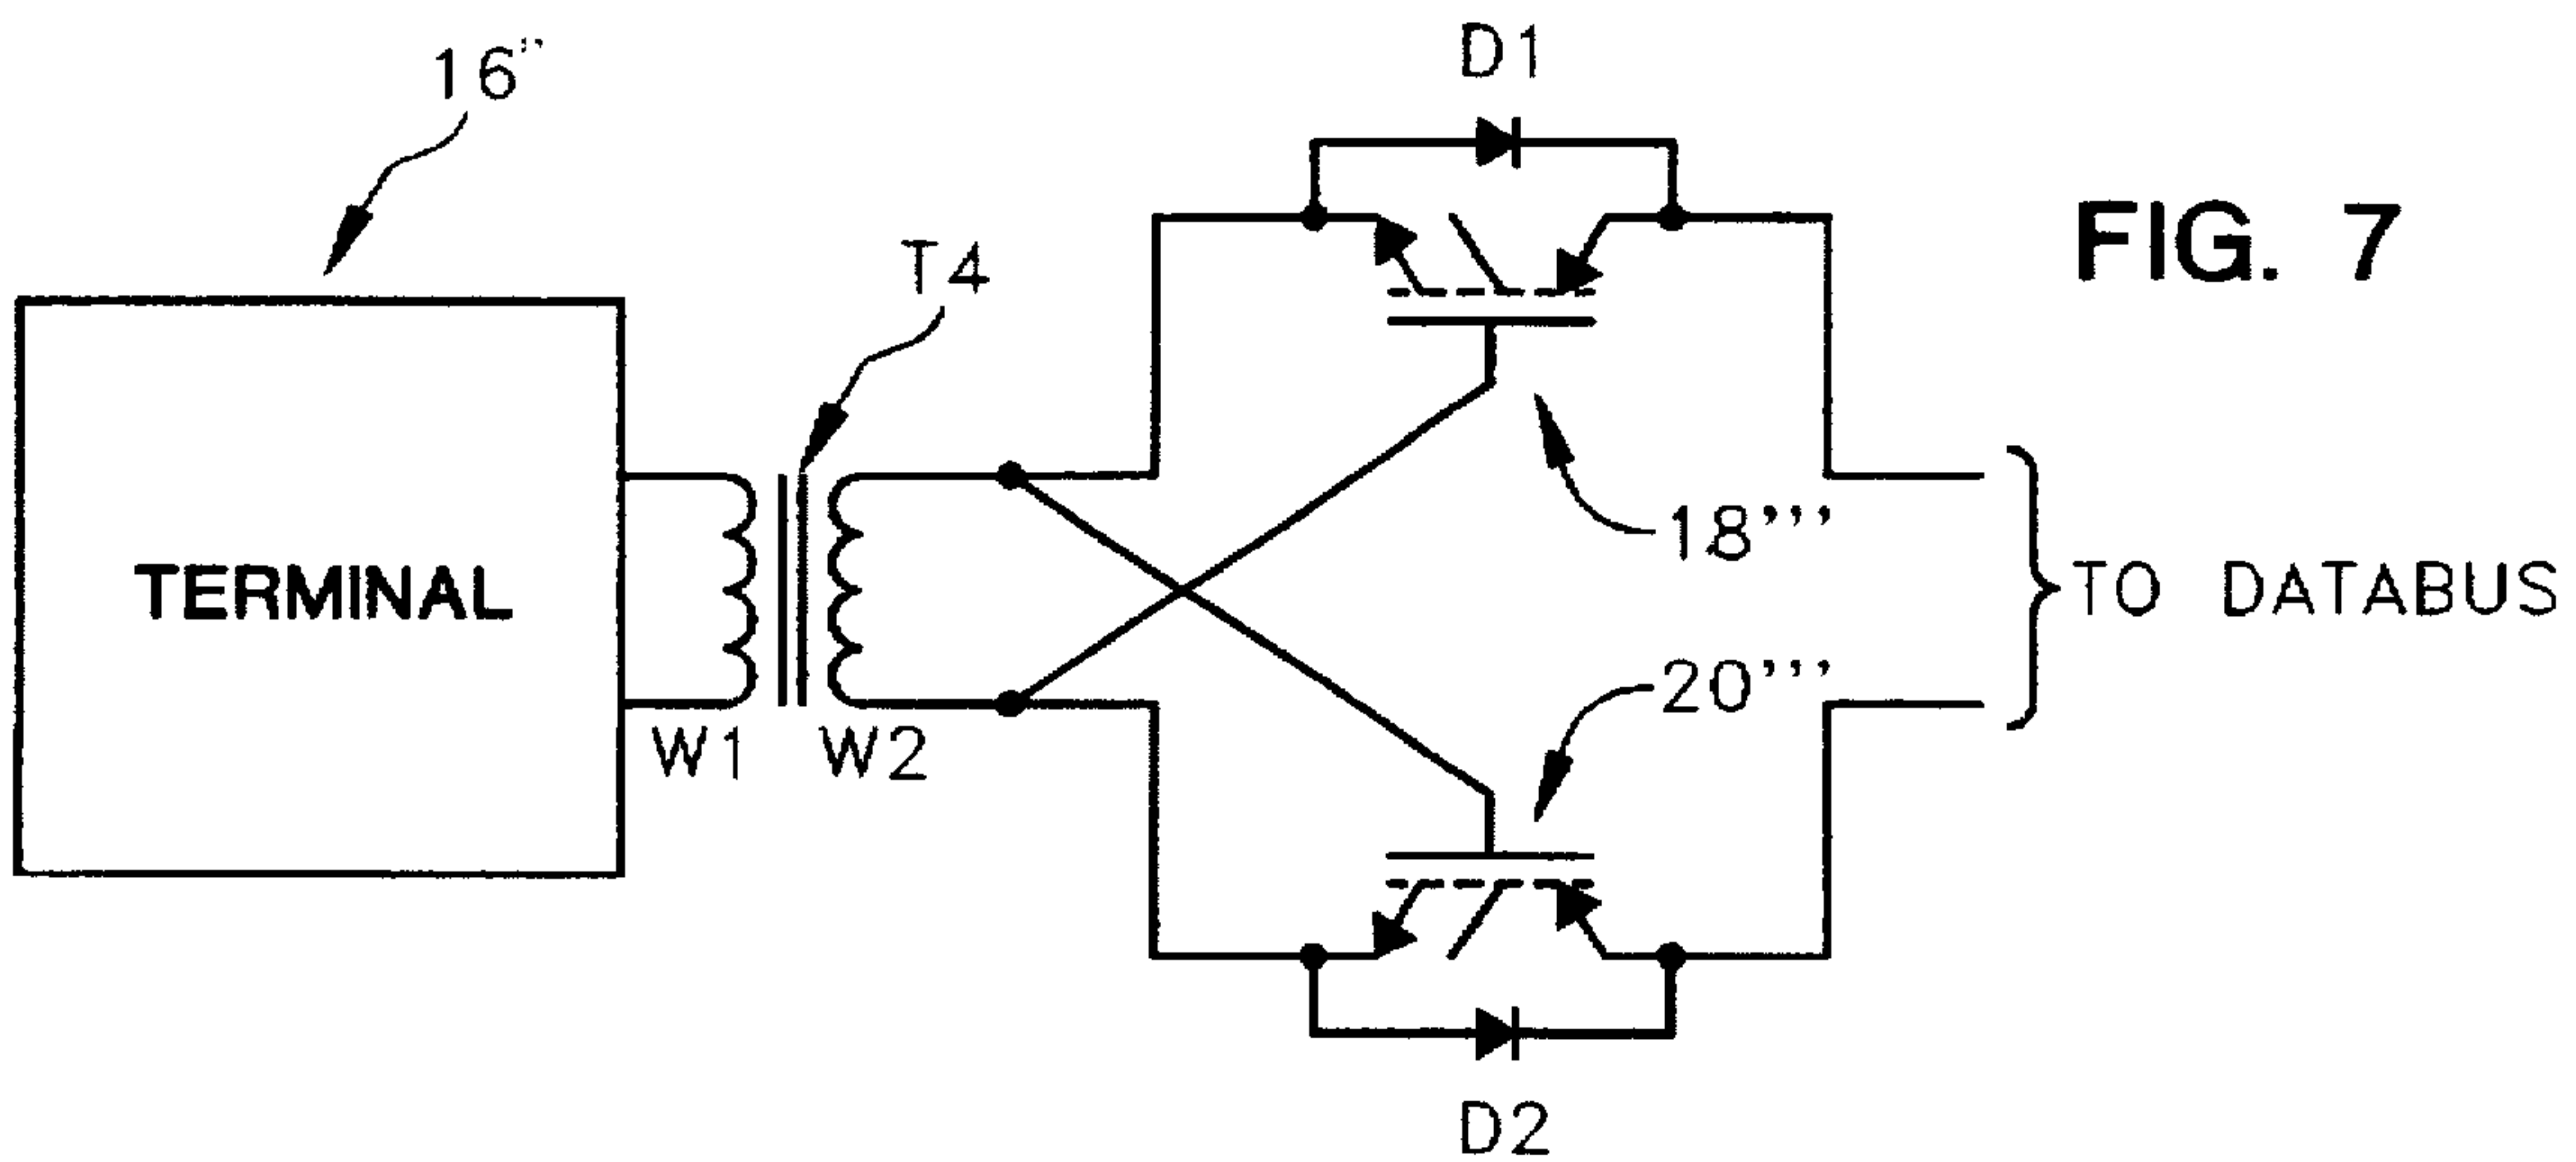 D1
16''
FIG. 7
T4
18'''
TERMINAL
TO DATABUS
20'''
W1
W2
D2